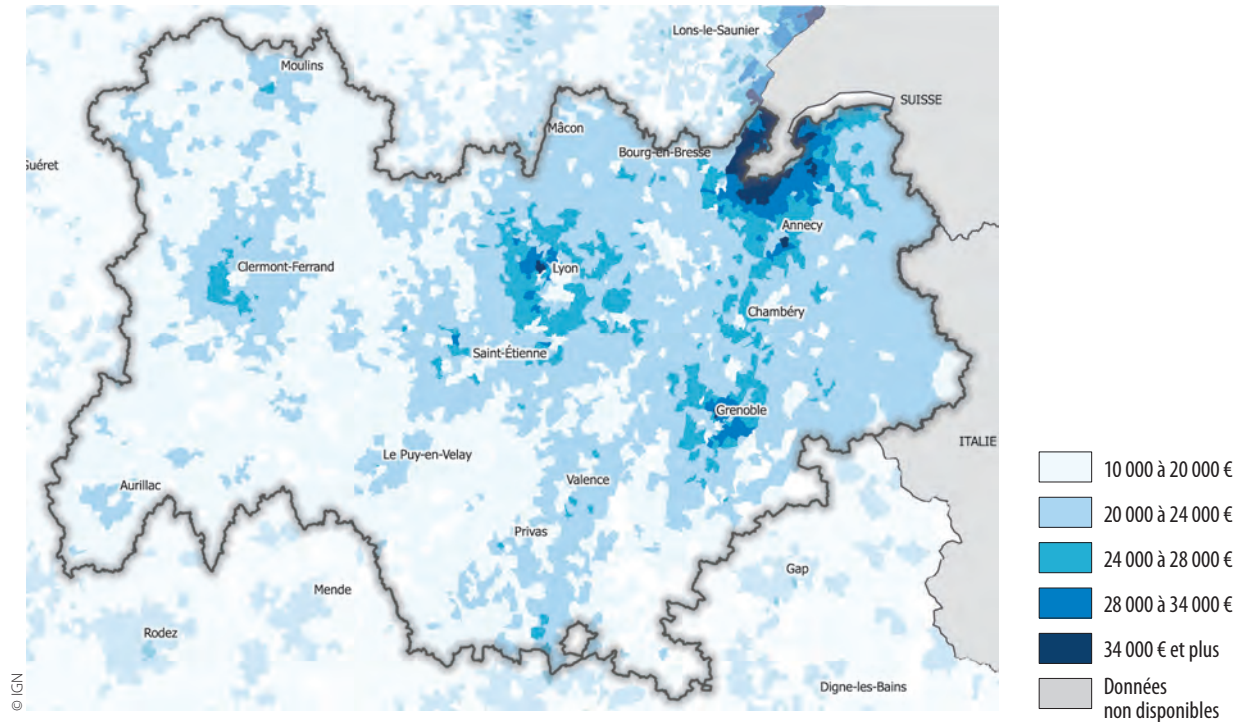 Lons-le-Saunier
Moulins
SUISSE
Mâcon
Bourg-en-Bresse
Guéret
Annecy
Clermont-Ferrand
Lyon
Chambéry
Saint-Étienne
Grenoble
ITALIE
Le Puy-en-Velay
Aurillac
Valence
Privas
Gap
Mende
Rodez
Digne-les-Bains
© IGN
10 000 à 20 000 €
20 000 à 24 000 €
24 000 à 28 000 €
28 000 à 34 000 €
34 000 € et plus
Données
non disponibles